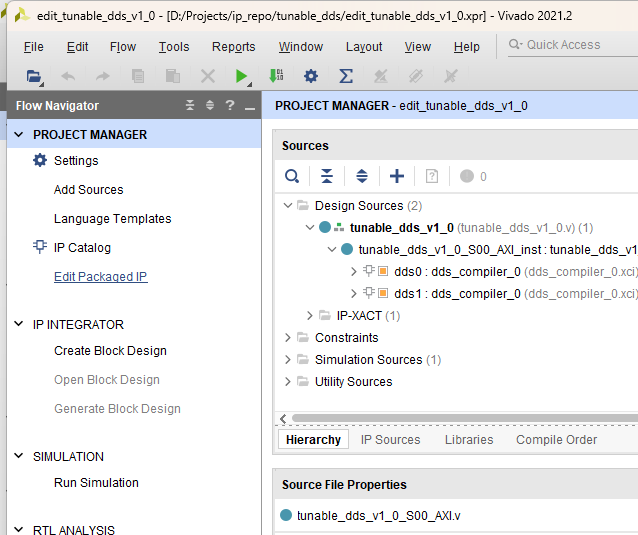 edit_tunable_dds_v1_0 - [D:/Projects/ip_repo/tunable_dds/edit_tunable_dds_v1_0.xpr] - Vivado 2021.2
File Edit Flow Tools Reports Window Layout View Help Quick Access
Flow Navigator
PROJECT MANAGER - edit_tunable_dds_v1_0
PROJECT MANAGER
Settings
Add Sources
Language Templates
IP Catalog
Edit Packaged IP
IP INTEGRATOR
Create Block Design
Open Block Design
Generate Block Design
SIMULATION
Run Simulation
RTL ANALYSIS
Sources
0
Design Sources (2)
tunable_dds_v1_0 (tunable_dds_v1_0.v) (1)
tunable_dds_v1_0_S00_AXI_inst : tunable_dds_v1
dds0 : dds_compiler_0 (dds_compiler_0.xci)
dds1 : dds_compiler_0 (dds_compiler_0.xci)
IP-XACT (1)
Constraints
Simulation Sources (1)
Utility Sources
Hierarchy IP Sources Libraries Compile Order
Source File Properties
tunable_dds_v1_0_S00_AXI.v